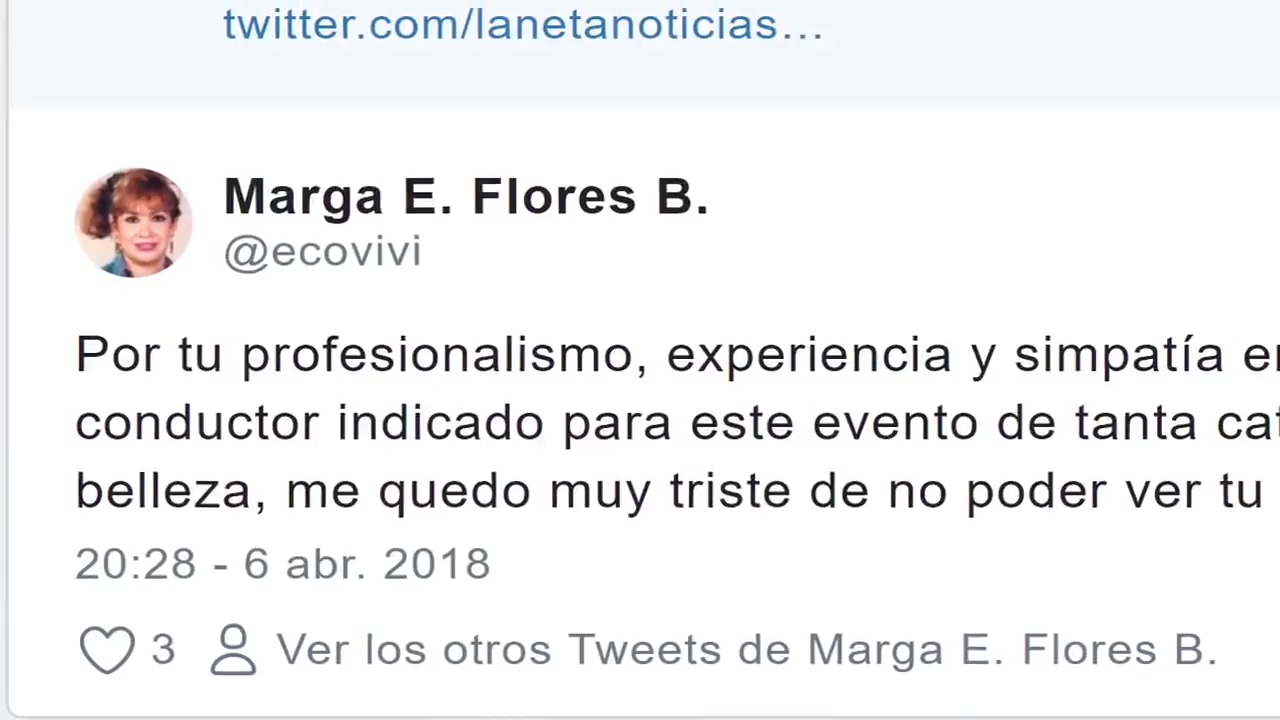 twitter.com/lanetanoticias...
Marga E. Flores B.
@ecovivi
Por tu profesionalismo, experiencia y simpatía
conductor indicado para este evento de tanta
belleza, me quedo muy triste de no poder ver tu
20:28 - 6 abr. 2018
3 Ver los otros Tweets de Marga E. Flores B.